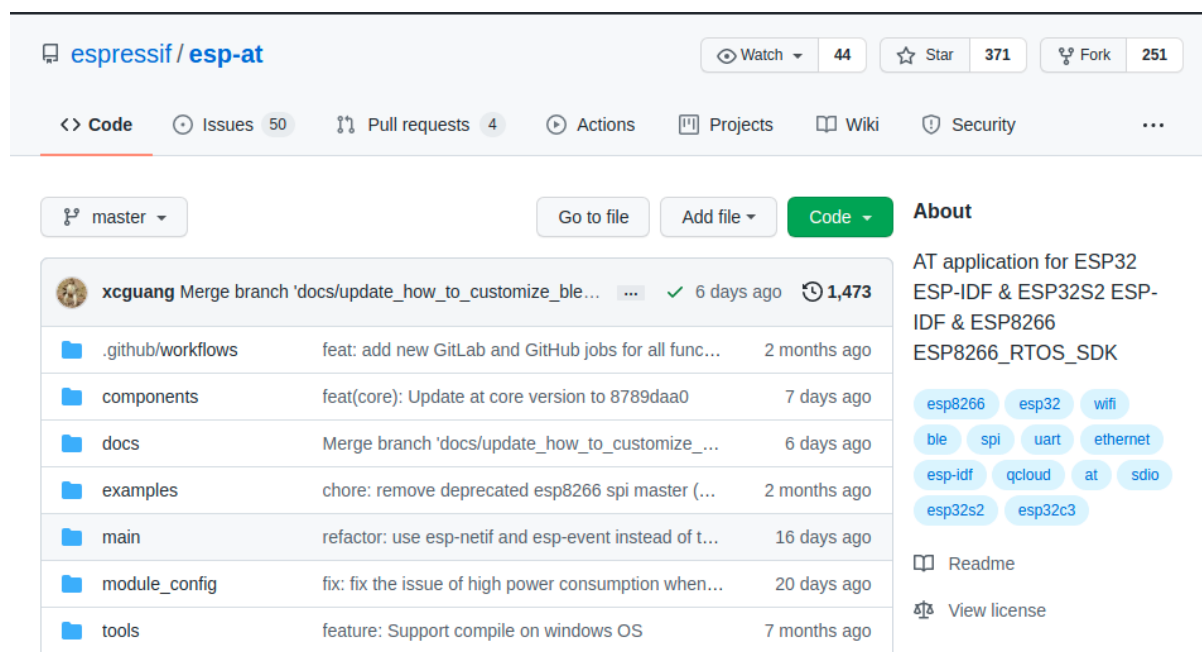 espressif / esp-at
Watch 44 Star 371 Fork 251
Code Issues 50 Pull requests 4 Actions Projects Wiki Security ...
master Go to file Add file Code
xcguang Merge branch 'docs/update_how_to_customize_ble… ... 6 days ago 1,473
.github/workflows feat: add new GitLab and GitHub jobs for all func… 2 months ago
components feat(core): Update at core version to 8789daa0 7 days ago
docs Merge branch 'docs/update_how_to_customize_… 6 days ago
examples chore: remove deprecated esp8266 spi master (… 2 months ago
main refactor: use esp-netif and esp-event instead of t… 16 days ago
module_config fix: fix the issue of high power consumption when… 20 days ago
tools feature: Support compile on windows OS 7 months ago
About
AT application for ESP32
ESP-IDF & ESP32S2 ESP-
IDF & ESP8266
ESP8266_RTOS_SDK
esp8266 esp32 wifi
ble spi uart ethernet
esp-idf qcloud at sdio
esp32s2 esp32c3
Readme
View license